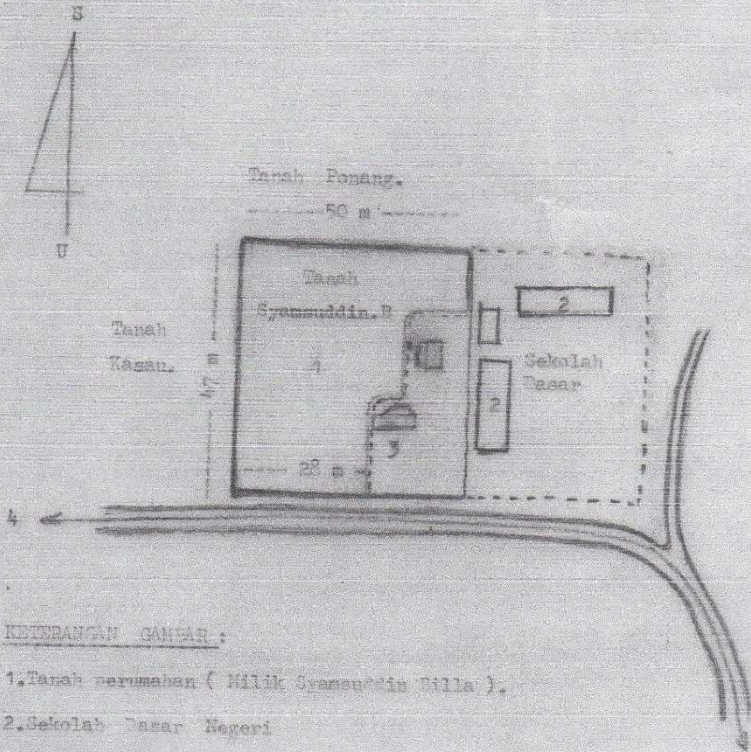 S
U
Tanah Ponang.
50 m
Tanah
Syamsuddin.B
1
Tanah
Kasan.
47 m
28 m
3
2
Sekolah
Dasar
2
4
KETERANGAN GAMBAR :
1.Tanah perumahan ( Milik Syamsuddin Billa ).
2.Sekolah Dasar Negeri